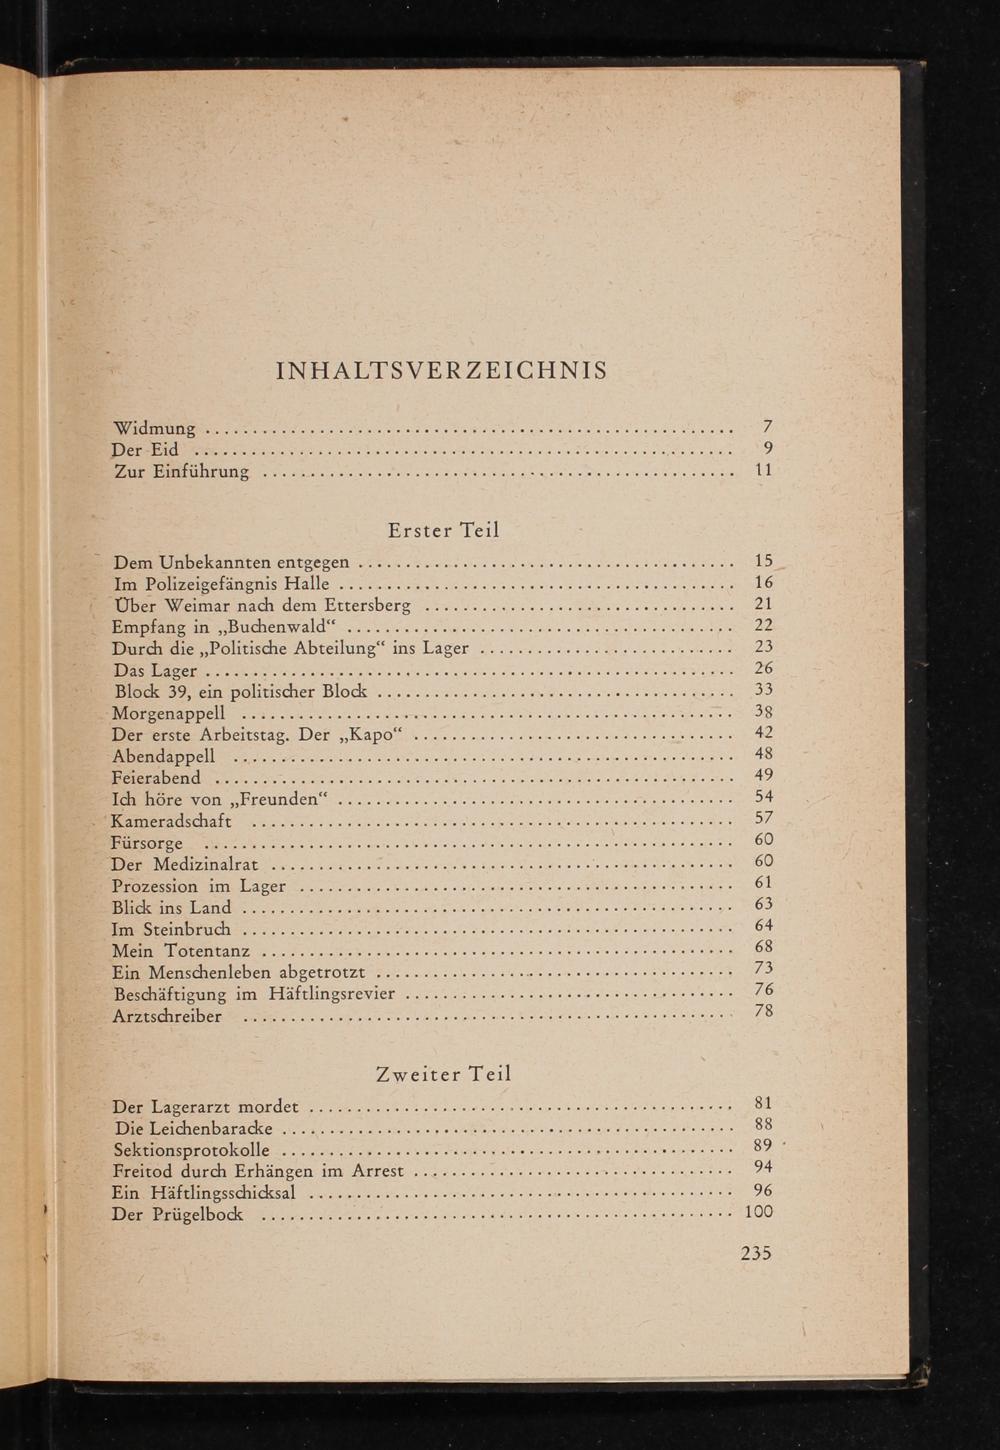 INHALTSVERZEICHNIS
Widmung 7
Der Eid 9
Zur Einführung 11
Erster Teil
Dem Unbekannten entgegen 15
Im Polizeigefängnis Halle 16
Über Weimar nach dem Ettersberg 21
Empfang in „Buchenwald“ 22
Durch die „Politische Abteilung“ ins Lager 23
Das Lager 26
Block 39, ein politischer Block 33
Morgenappell 38
Der erste Arbeitstag. Der „Kapo“ 42
Abendappell 48
Feierabend 49
Ich höre von „Freunden“ 54
Kameradschaft 57
Fürsorge 60
Der Medizinalrat 60
Prozession im Lager 61
Blick ins Land 63
Im Steinbruch 64
Mein Totentanz 68
Ein Menschenleben abgetrotzt 73
Beschäftigung im Häftlingsrevier 76
Arztschreiber 78
Zweiter Teil
Der Lagerarzt mordet 81
Die Leichenbaracke 88
Sektionsprotokolle 89
Freitod durch Erhängen im Arrest 94
Ein Häftlingsschicksal 96
Der Prügelbock 100
235